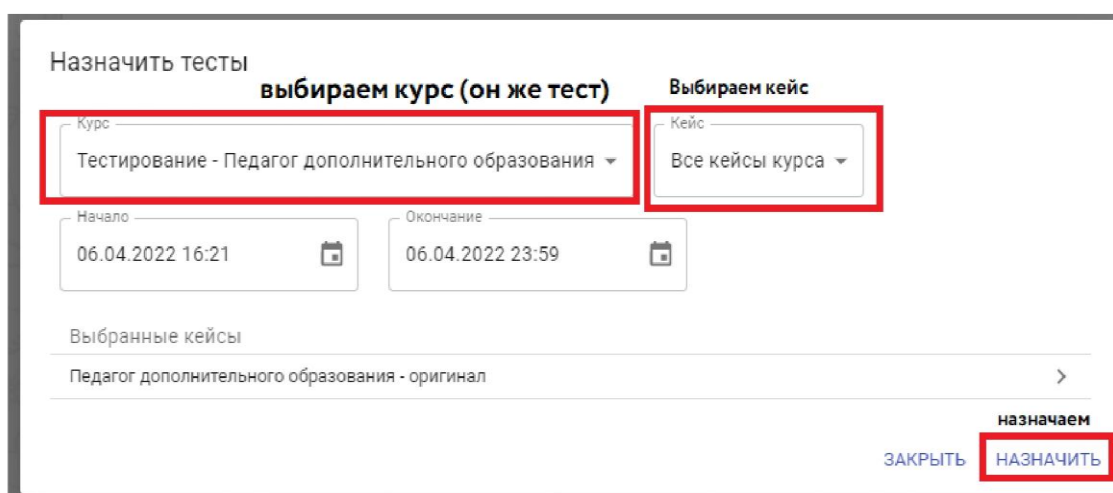 Назначить тесты
выбираем курс (он же тест)
Выбираем кейс
Курс
Кейс
Тестирование - Педагог дополнительного образования
Все кейсы курса
Начало
Окончание
06.04.2022 16:21
06.04.2022 23:59
Выбранные кейсы
Педагог дополнительного образования - оригинал
назначаем
ЗАКРЫТЬ
НАЗНАЧИТЬ